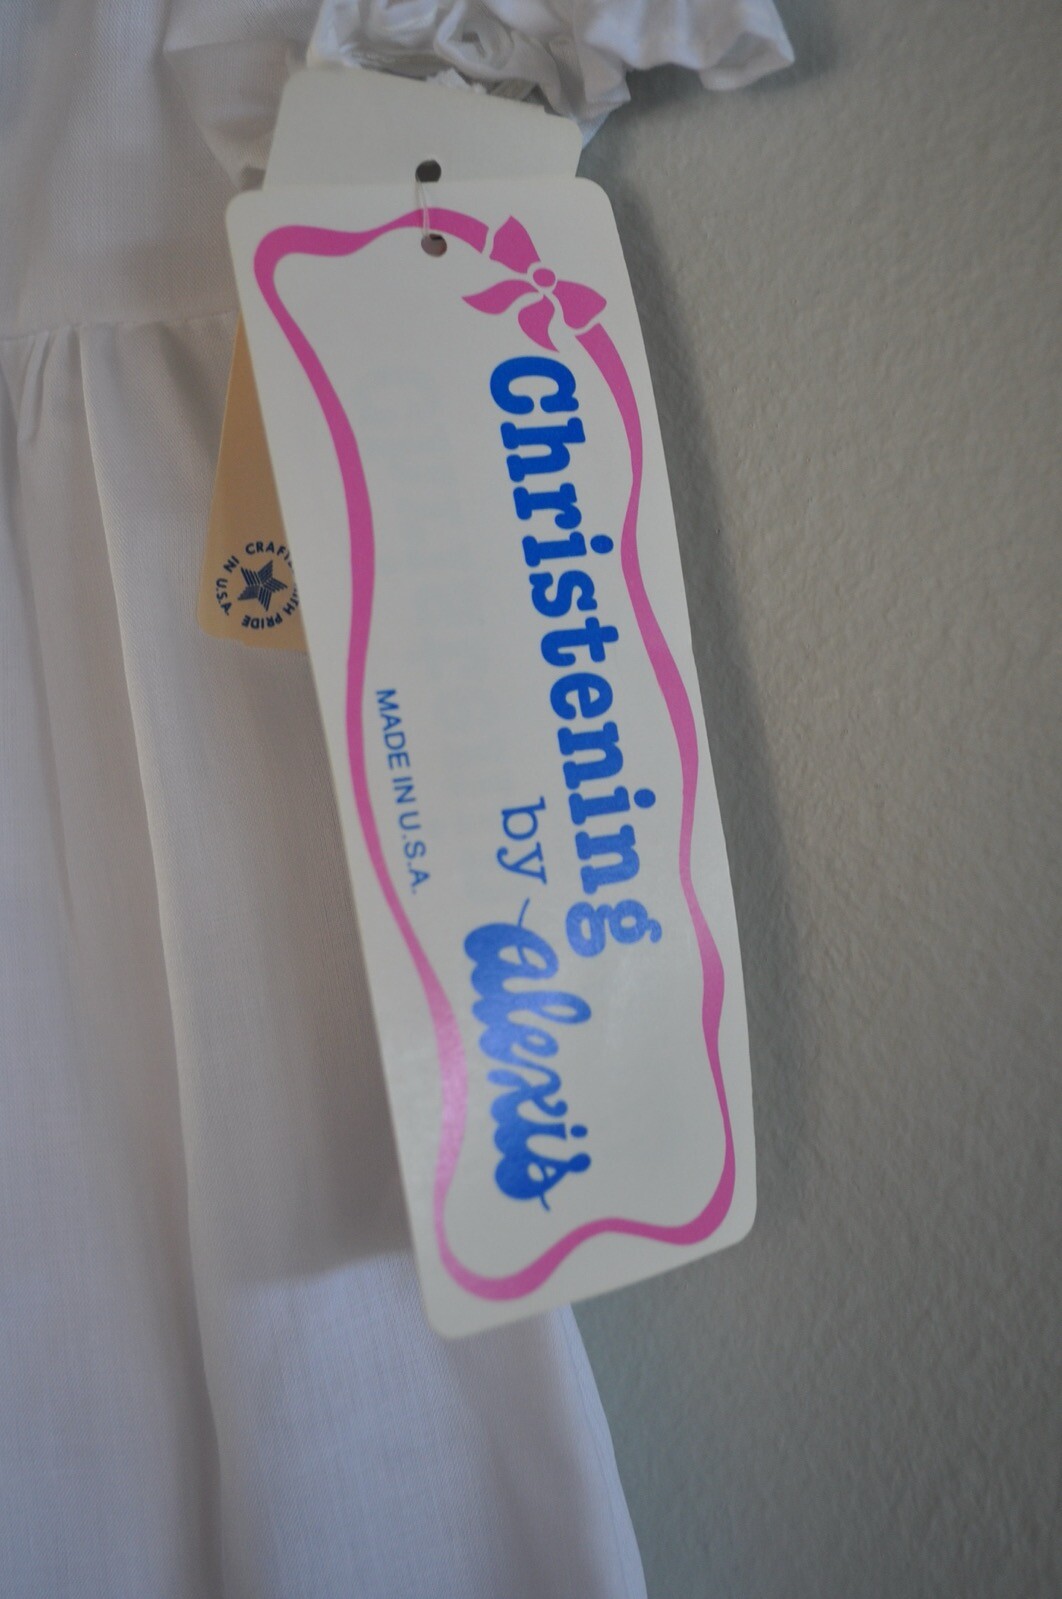 Christening
by alexis
MADE IN U.S.A.
CRAFTED WITH PRIDE
IN U.S.A.